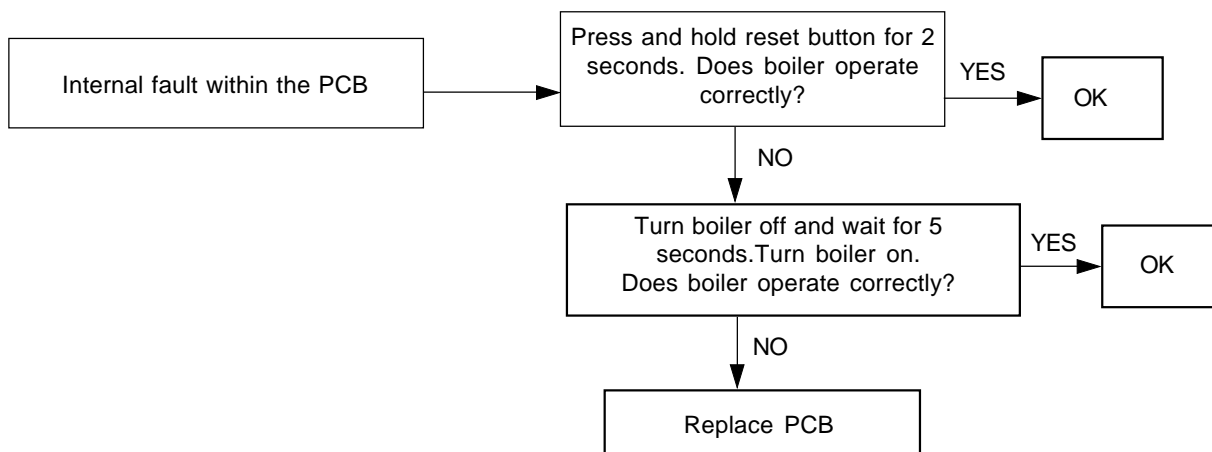 Press and hold reset button for 2
seconds. Does boiler operate
correctly?
Internal fault within the PCB
YES
OK
NO
Turn boiler off and wait for 5
seconds.Turn boiler on.
Does boiler operate correctly?
YES
OK
NO
Replace PCB